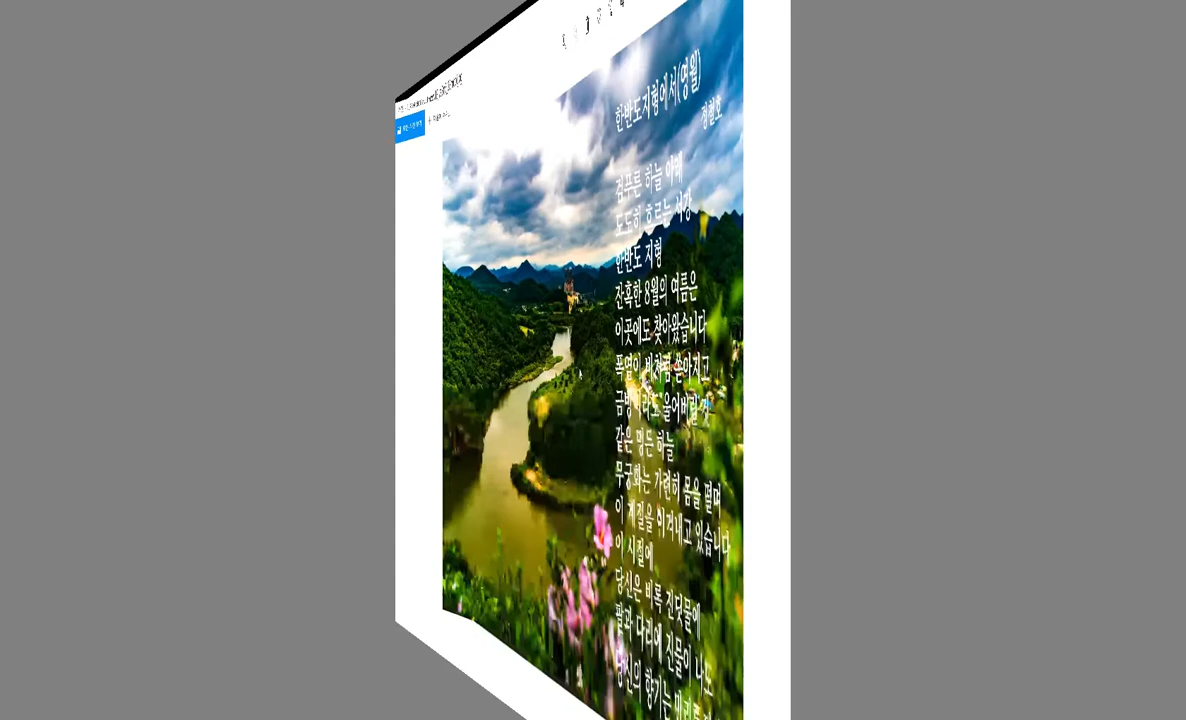 한반도지형에서(영월)
정철호
검푸른 하늘 아래
도도히 흐르는 서강
한반도 지형
잔혹한 8월의 여름은
이곳에도 찾아왔습니다
폭열이 비처럼 쏟아지고
금방이라도 울어버릴 것
같은 멍든 하늘
무궁화는 가련히 몸을 떨며
이 계절을 이겨내고 있습니다
이 시절에
당신은 비록 진딧물에
팔과 다리에 진물이 나도
당신의 향기는